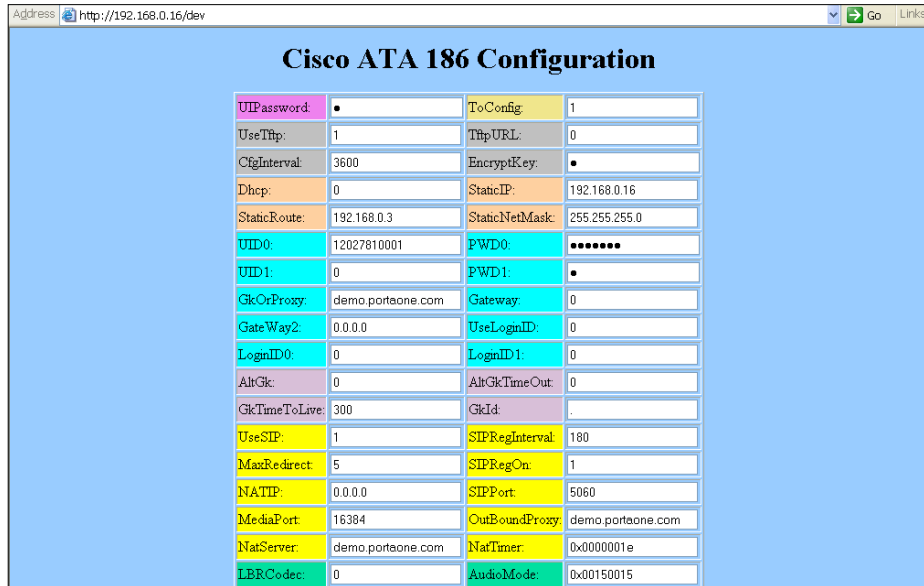 Address http://192.168.0.16/dev Go Links
Cisco ATA 186 Configuration
UIPassword: • ToConfig: 1
UseTftp: 1 TftpURL: 0
CfgInterval: 3600 EncryptKey: •
Dhcp: 0 StaticIP: 192.168.0.16
StaticRoute: 192.168.0.3 StaticNetMask: 255.255.255.0
UID0: 12027810001 PWD0: •••••••
UID1: 0 PWD1: •
GkOrProxy: demo.portaone.com Gateway: 0
GateWay2: 0.0.0.0 UseLoginID: 0
LoginID0: 0 LoginID1: 0
AltGk: 0 AltGkTimeOut: 0
GkTimeToLive: 300 GkId: .
UseSIP: 1 SIPRegInterval: 180
MaxRedirect: 5 SIPRegOn: 1
NATIP: 0.0.0.0 SIPPort: 5060
MediaPort: 16384 OutBoundProxy: demo.portaone.com
NatServer: demo.portaone.com NatTimer: 0x0000001e
LBRCodec: 0 AudioMode: 0x00150015